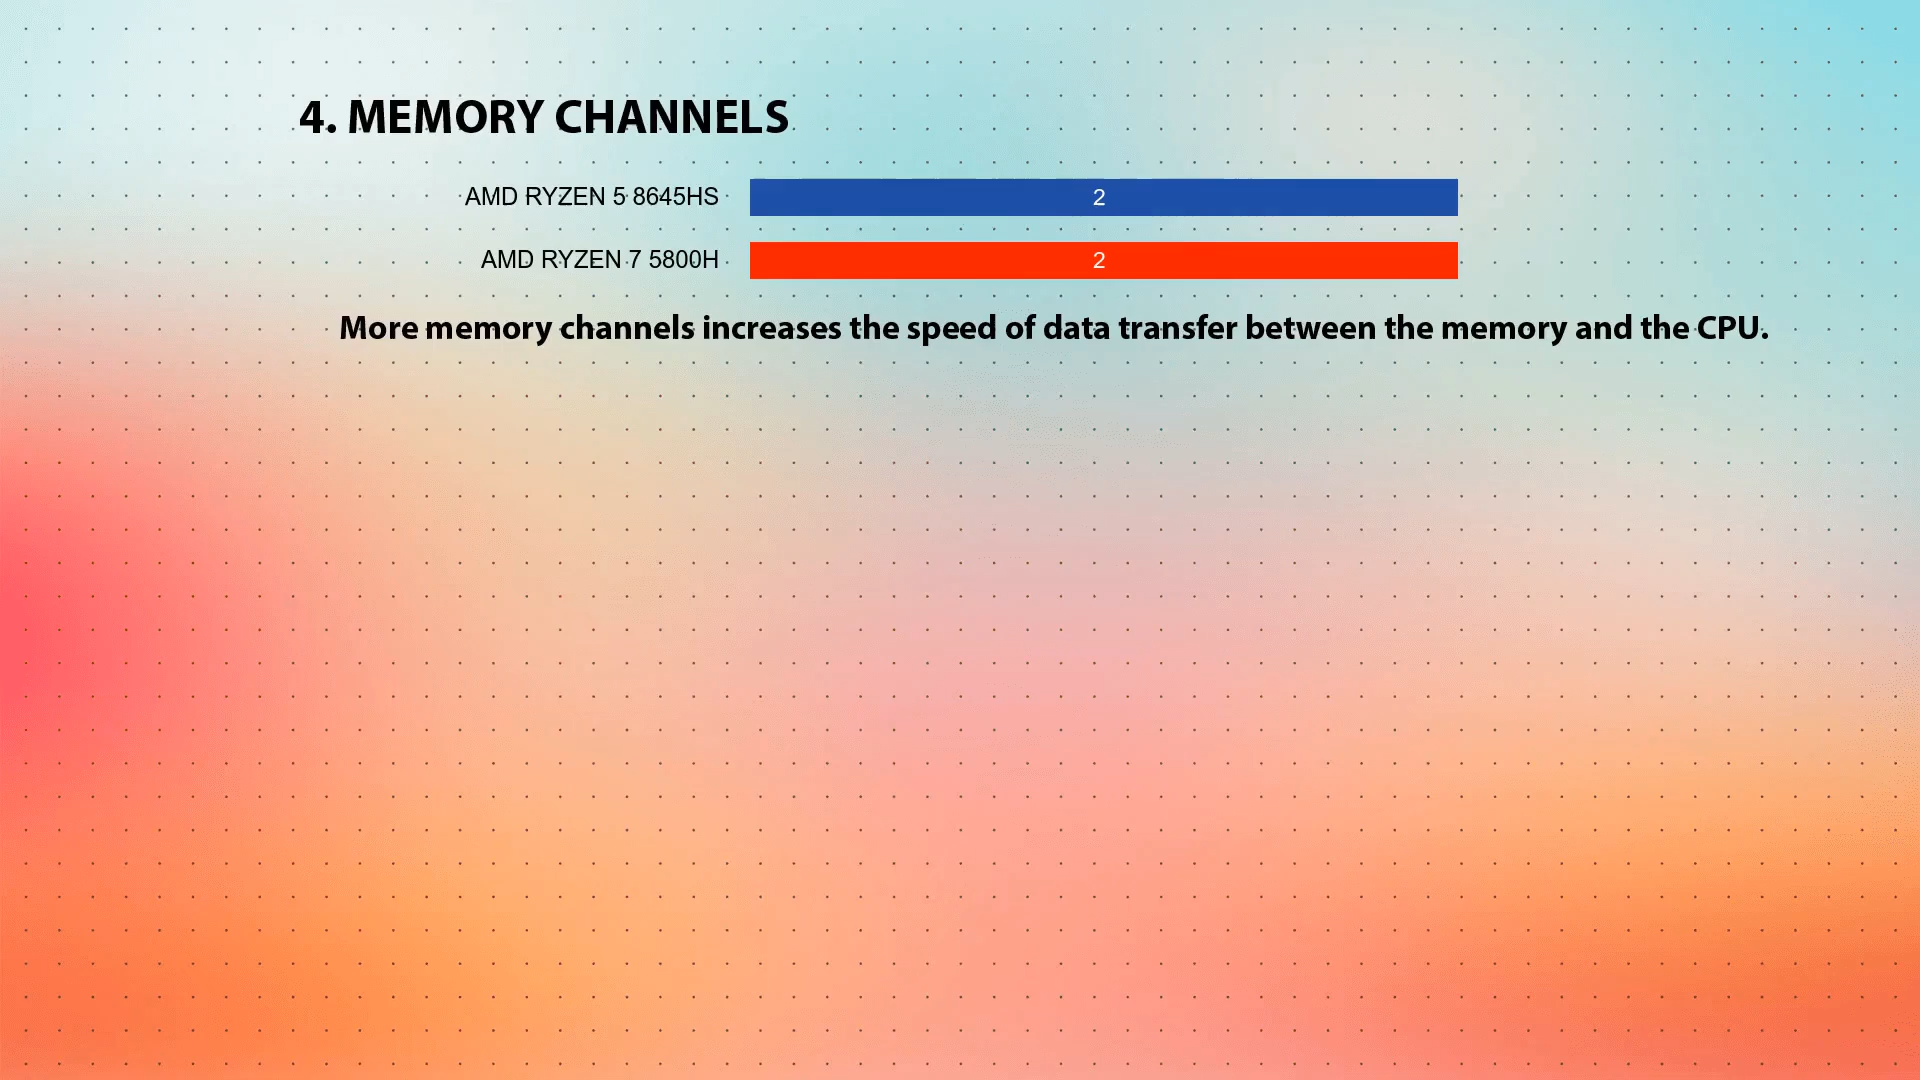 4. MEMORY CHANNELS
AMD RYZEN 5 8645HS 2
AMD RYZEN 7 5800H 2
More memory channels increases the speed of data transfer between the memory and the CPU.